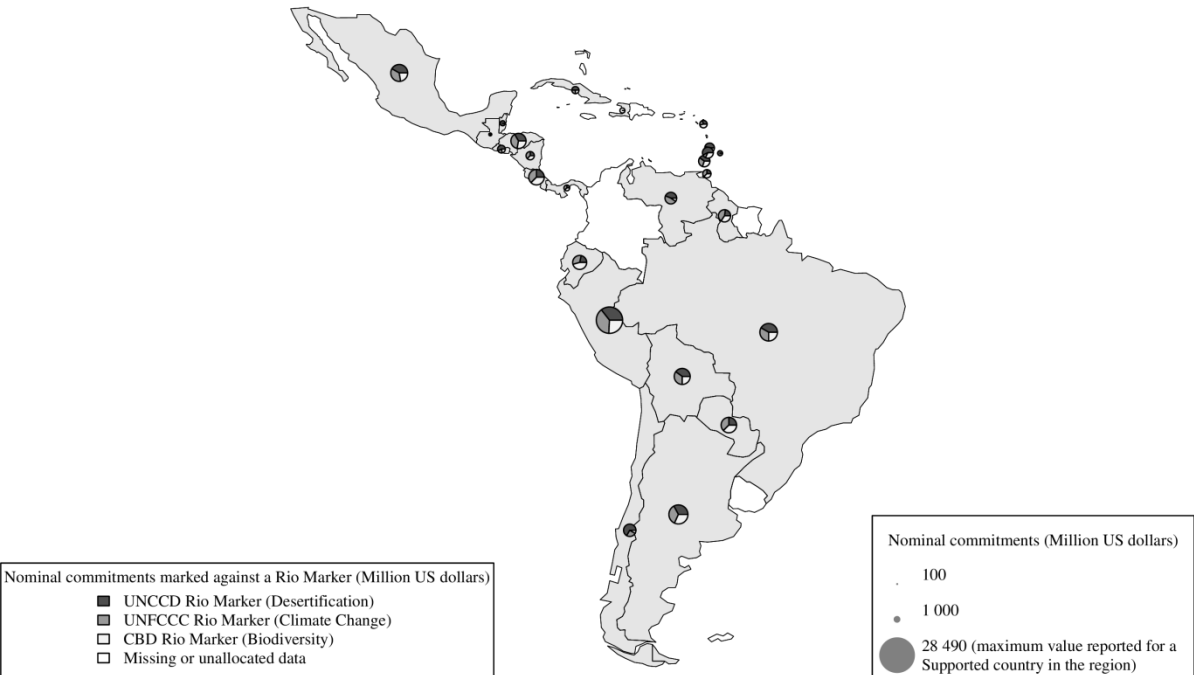 Nominal commitments marked against a Rio Marker (Million US dollars)
UNCCD Rio Marker (Desertification)
UNFCCC Rio Marker (Climate Change)
CBD Rio Marker (Biodiversity)
Missing or unallocated data
Nominal commitments (Million US dollars)
100
1 000
28 490 (maximum value reported for a
Supported country in the region)